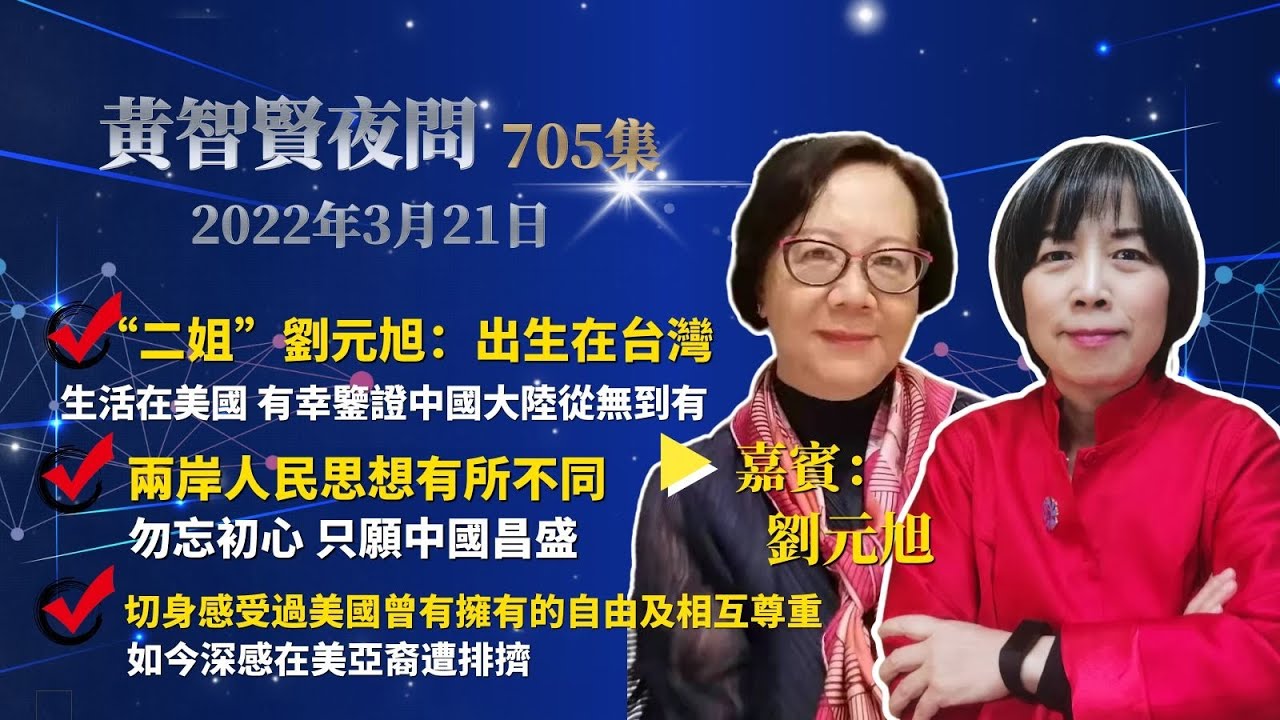 黃智賢夜問 705集
2022年3月21日
“二姐”劉元旭：出生在台灣
生活在美國 有幸鑒證中國大陸從無到有
兩岸人民思想有所不同
勿忘初心 只願中國昌盛
切身感受過美國曾有擁有的自由及相互尊重
如今深感在美亞裔遭排擠
嘉賓：
劉元旭